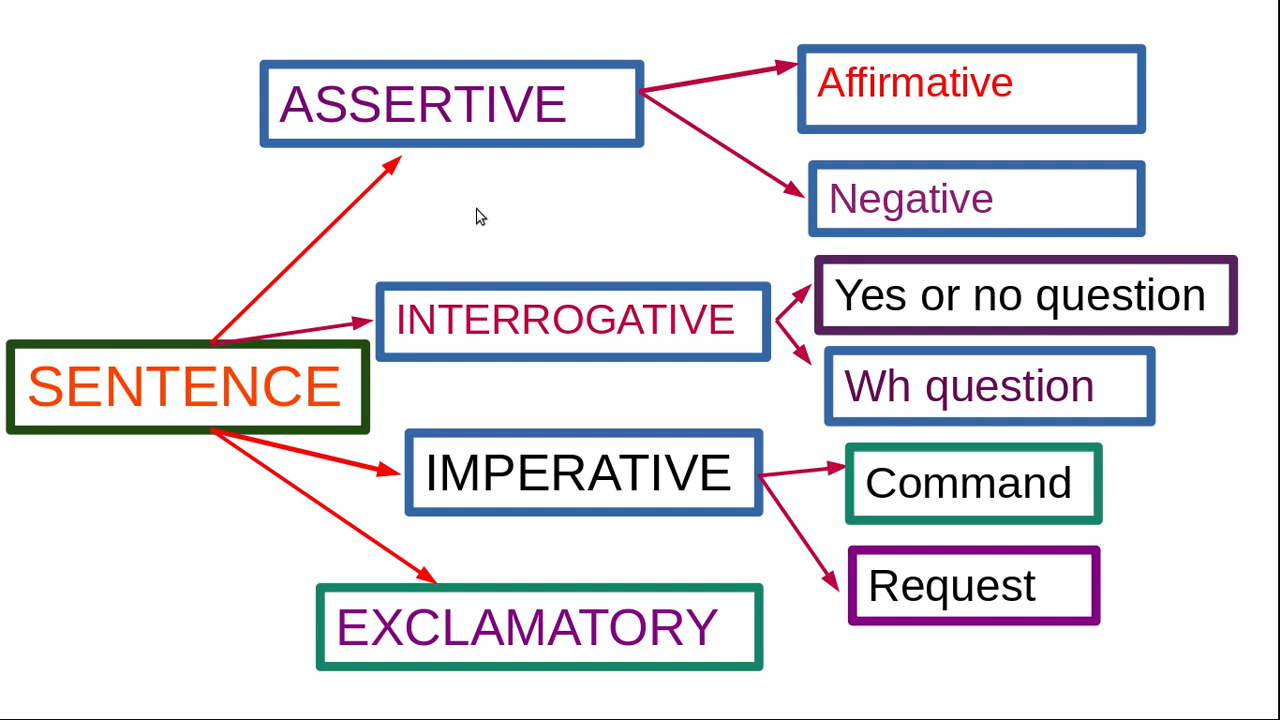 ASSERTIVE
Affirmative
Negative
INTERROGATIVE
Yes or no question
Wh question
SENTENCE
IMPERATIVE
Command
Request
EXCLAMATORY